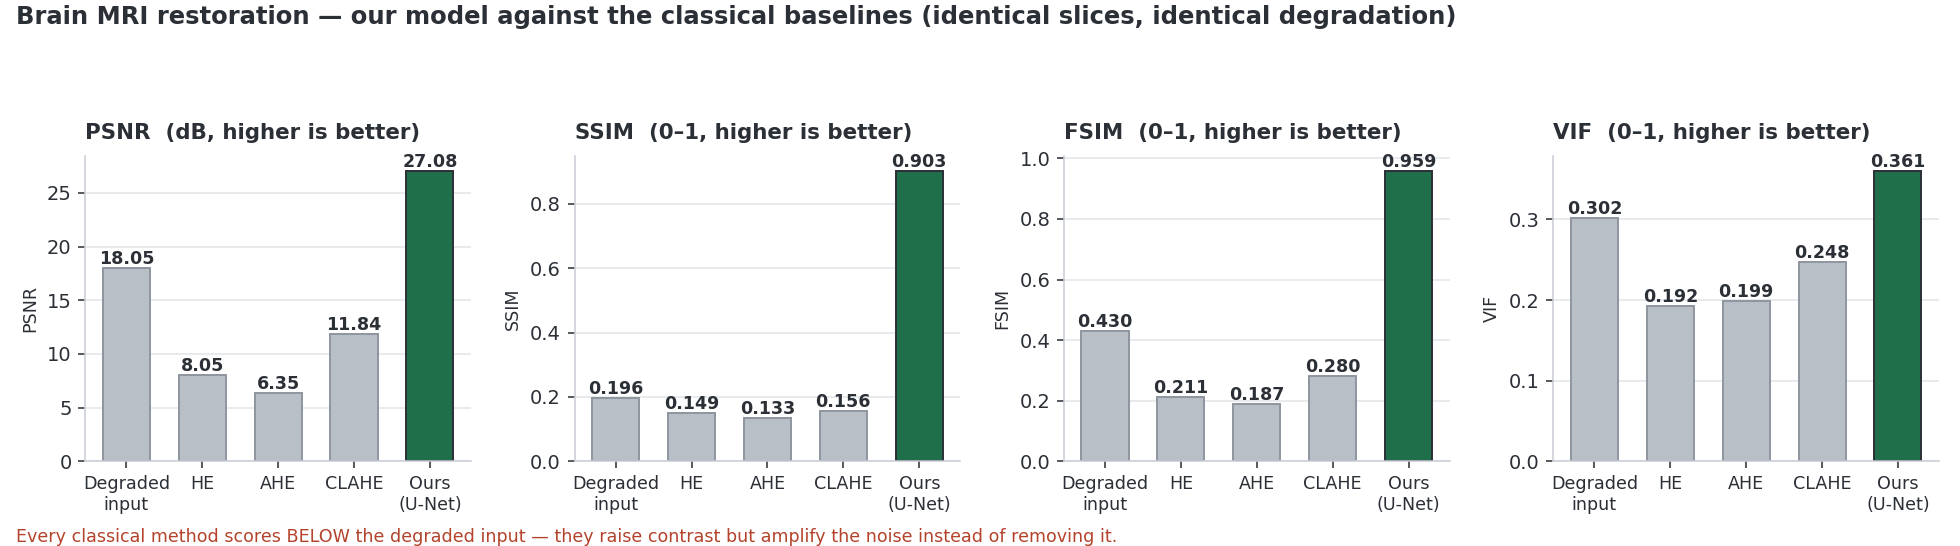 Brain MRI restoration — our model against the classical baselines (identical slices, identical degradation)
PSNR (dB, higher is better)
27.08
25
20
18.05
15
11.84
10
8.05
6.35
5
0
PSNR
Degraded input
HE
AHE
CLAHE
Ours (U-Net)
SSIM (0–1, higher is better)
0.903
0.8
0.6
0.4
0.2
0.196
0.149
0.133
0.156
0.0
SSIM
Degraded input
HE
AHE
CLAHE
Ours (U-Net)
FSIM (0–1, higher is better)
1.0
0.959
0.8
0.6
0.4
0.430
0.211
0.187
0.280
0.2
0.0
FSIM
Degraded input
HE
AHE
CLAHE
Ours (U-Net)
VIF (0–1, higher is better)
0.361
0.3
0.302
0.248
0.2
0.192
0.199
0.1
0.0
VIF
Degraded input
HE
AHE
CLAHE
Ours (U-Net)
Every classical method scores BELOW the degraded input — they raise contrast but amplify the noise instead of removing it.